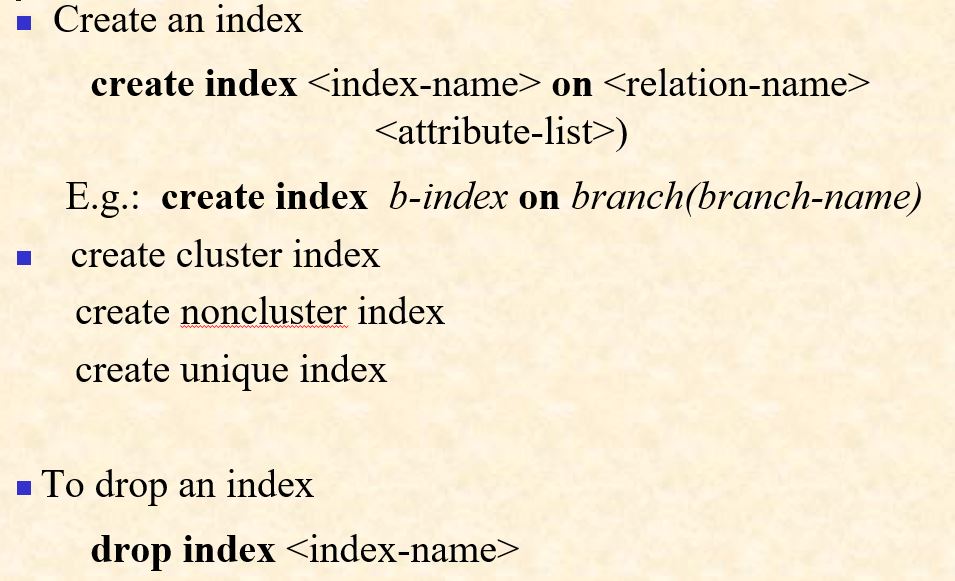 Create an index
create index <index-name> on <relation-name>
<attribute-list>)
E.g.: create index b-index on branch(branch-name)
create cluster index
create noncluster index
create unique index
To drop an index
drop index <index-name>